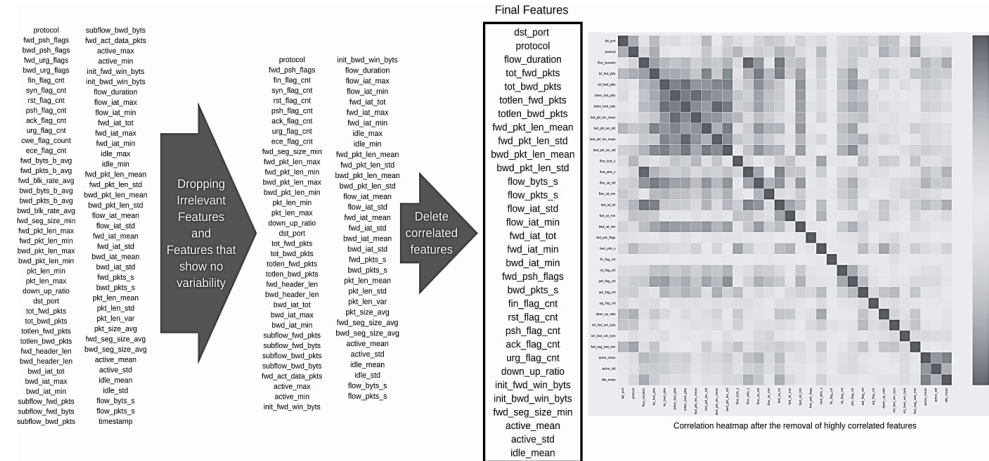 Final Features
protocol
fwd_psh_flags
bwd_psh_flags
fwd_urg_flags
bwd_urg_flags
fin_flag_cnt
syn_flag_cnt
rst_flag_cnt
psh_flag_cnt
ack_flag_cnt
urg_flag_cnt
cwe_flag_count
ece_flag_cnt
fwd_byts_b_avg
fwd_pkts_b_avg
fwd_blk_rate_avg
bwd_byts_b_avg
bwd_pkts_b_avg
bwd_blk_rate_avg
fwd_seg_size_min
fwd_pkt_len_max
fwd_pkt_len_min
bwd_pkt_len_max
bwd_pkt_len_min
pkt_len_min
pkt_len_max
down_up_ratio
dst_port
tot_fwd_pkts
tot_bwd_pkts
totlen_fwd_pkts
totlen_bwd_pkts
fwd_header_len
bwd_header_len
bwd_iat_tot
bwd_iat_max
bwd_iat_min
subflow_fwd_pkts
subflow_fwd_byts
subflow_bwd_pkts
subflow_bwd_byts
fwd_act_data_pkts
active_max
active_min
init_fwd_win_byts
init_bwd_win_byts
flow_duration
flow_iat_max
flow_iat_min
fwd_iat_tot
fwd_iat_max
fwd_iat_min
idle_max
idle_min
fwd_pkt_len_mean
fwd_pkt_len_std
bwd_pkt_len_mean
bwd_pkt_len_std
flow_iat_mean
flow_iat_std
fwd_iat_mean
fwd_iat_std
bwd_iat_mean
bwd_iat_std
fwd_pkts_s
bwd_pkts_s
pkt_len_mean
pkt_len_std
pkt_len_var
pkt_size_avg
fwd_seg_size_avg
bwd_seg_size_avg
active_mean
active_std
idle_mean
idle_std
flow_byts_s
flow_pkts_s
timestamp
Dropping
Irrelevant
Features
and
Features that
show no
variability
protocol
fwd_psh_flags
fin_flag_cnt
syn_flag_cnt
rst_flag_cnt
psh_flag_cnt
ack_flag_cnt
urg_flag_cnt
ece_flag_cnt
fwd_seg_size_min
fwd_pkt_len_max
fwd_pkt_len_min
bwd_pkt_len_max
bwd_pkt_len_min
pkt_len_min
pkt_len_max
down_up_ratio
dst_port
tot_fwd_pkts
tot_bwd_pkts
totlen_fwd_pkts
totlen_bwd_pkts
fwd_header_len
bwd_header_len
bwd_iat_tot
bwd_iat_max
bwd_iat_min
subflow_fwd_pkts
subflow_fwd_byts
subflow_bwd_pkts
subflow_bwd_byts
fwd_act_data_pkts
active_max
active_min
init_fwd_win_byts
init_bwd_win_byts
flow_duration
flow_iat_max
flow_iat_min
fwd_iat_tot
fwd_iat_max
fwd_iat_min
idle_max
idle_min
fwd_pkt_len_mean
fwd_pkt_len_std
bwd_pkt_len_mean
bwd_pkt_len_std
flow_iat_mean
flow_iat_std
fwd_iat_mean
fwd_iat_std
bwd_iat_mean
bwd_iat_std
fwd_pkts_s
bwd_pkts_s
pkt_len_mean
pkt_len_std
pkt_len_var
pkt_size_avg
fwd_seg_size_avg
bwd_seg_size_avg
active_mean
active_std
idle_mean
idle_std
flow_byts_s
flow_pkts_s
Delete
correlated
features
dst_port
protocol
flow_duration
tot_fwd_pkts
tot_bwd_pkts
totlen_fwd_pkts
totlen_bwd_pkts
fwd_pkt_len_mean
fwd_pkt_len_std
bwd_pkt_len_mean
bwd_pkt_len_std
flow_byts_s
flow_pkts_s
flow_iat_std
flow_iat_min
fwd_iat_tot
fwd_iat_min
bwd_iat_min
fwd_psh_flags
bwd_pkts_s
fin_flag_cnt
rst_flag_cnt
psh_flag_cnt
ack_flag_cnt
urg_flag_cnt
down_up_ratio
init_fwd_win_byts
init_bwd_win_byts
fwd_seg_size_min
active_mean
active_std
idle_mean
Correlation heatmap after the removal of highly correlated features